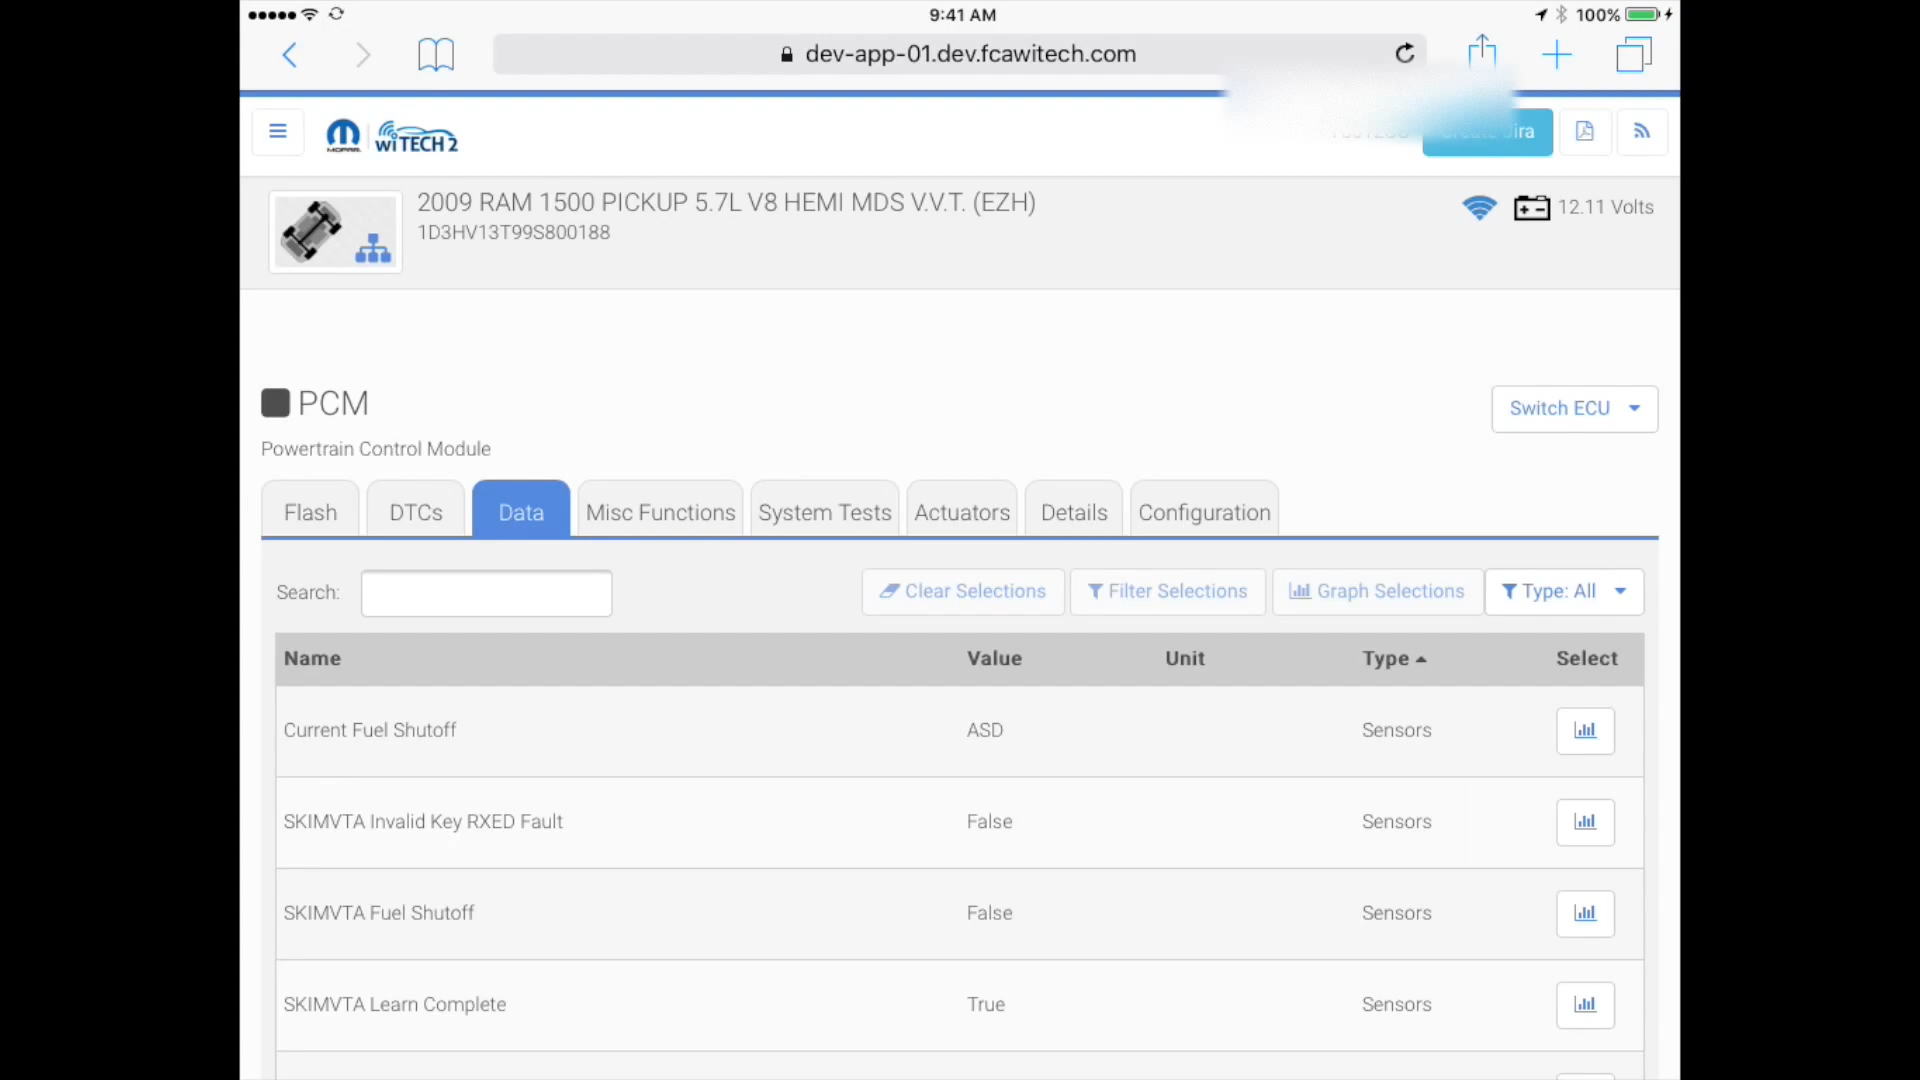 9:41 AM
100%
dev-app-01.dev.fcawitech.com
MOPAR
wiTECH 2
2009 RAM 1500 PICKUP 5.7L V8 HEMI MDS V.V.T. (EZH)
12.11 Volts
1D3HV13T99S800188
PCM
Switch ECU
Powertrain Control Module
Flash DTCs Data Misc Functions System Tests Actuators Details Configuration
Search: Clear Selections Filter Selections Graph Selections Type: All
Name Value Unit Type Select
Current Fuel Shutoff ASD Sensors
SKIMVTA Invalid Key RXED Fault False Sensors
SKIMVTA Fuel Shutoff False Sensors
SKIMVTA Learn Complete True Sensors